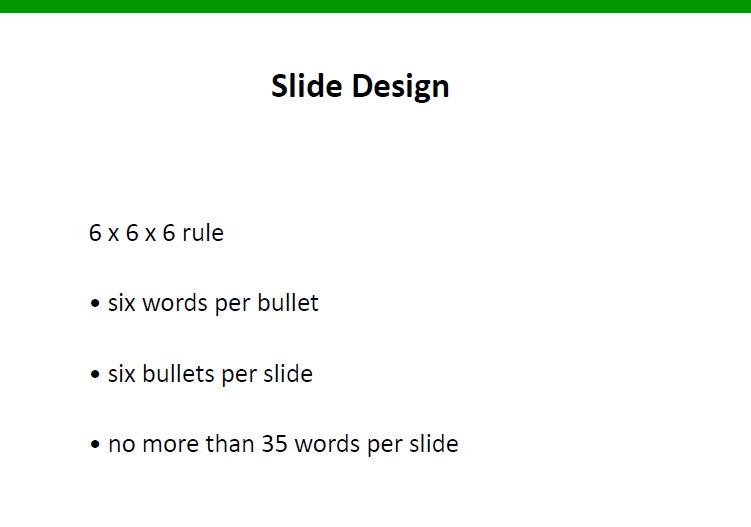 Slide Design
6 x 6 x 6 rule
• six words per bullet
• six bullets per slide
• no more than 35 words per slide